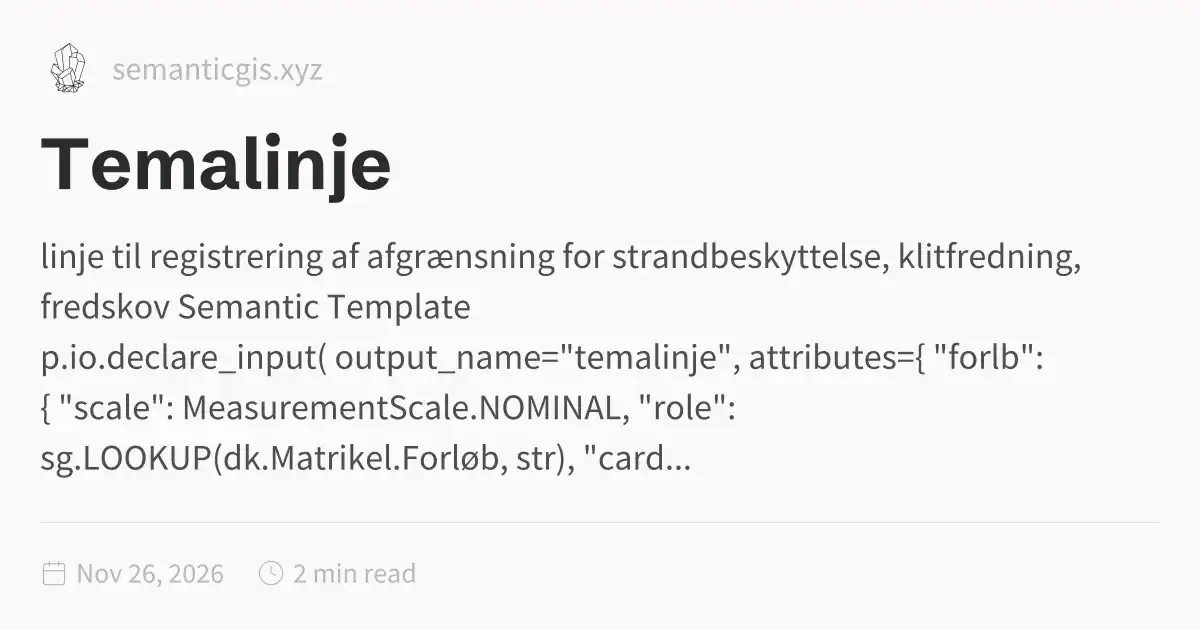 semanticgis.xyz
Temalinje
linje til registrering af afgrænsning for strandbeskyttelse, klitfredning,
fredskov Semantic Template
p.io.declare_input( output_name="temalinje", attributes={ "forlb":
{ "scale": MeasurementScale.NOMINAL, "role":
sg.LOOKUP(dk.Matrikel.Forløb, str), "card...
Nov 26, 2026 2 min read